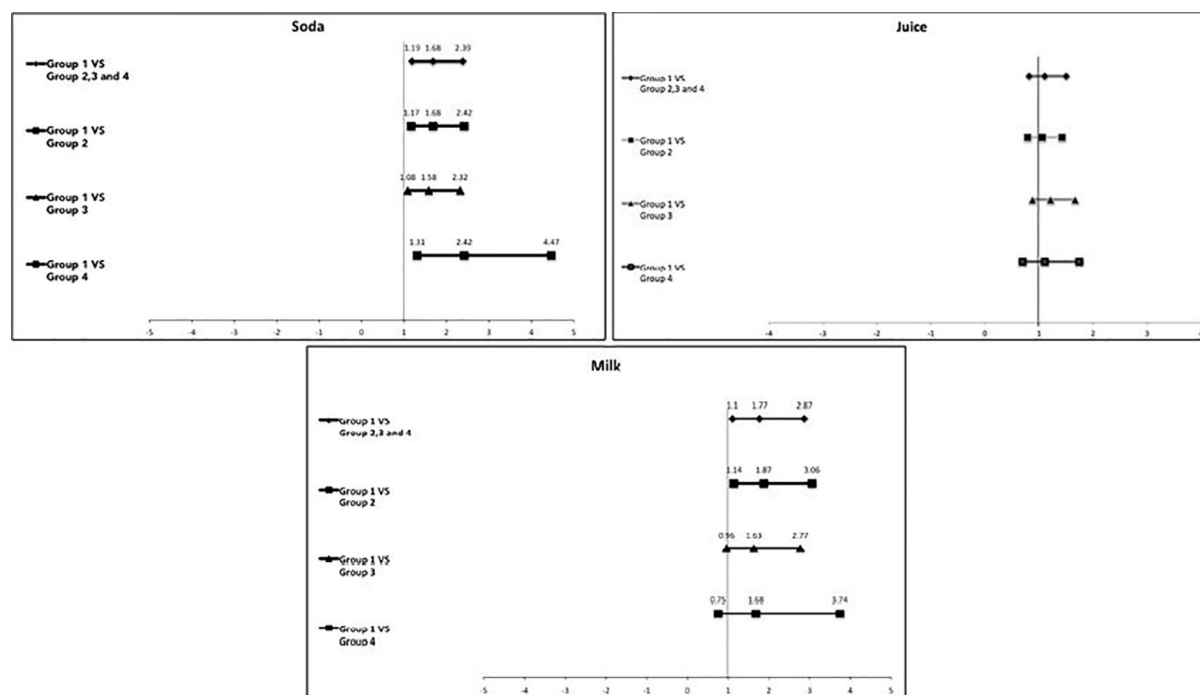 Soda
1.19 1.68 2.39
Group 1 VS
Group 2,3 and 4
1.17 1.68 2.42
Group 1 VS
Group 2
1.08 1.58 2.32
Group 1 VS
Group 3
1.31 2.42 4.47
Group 1 VS
Group 4
-5 -4 -3 -2 -1 0 1 2 3 4 5
Juice
Group 1 VS
Group 2,3 and 4
Group 1 VS
Group 2
Group 1 VS
Group 3
Group 1 VS
Group 4
-4 -3 -2 -1 0 1 2 3 4
Milk
1.1 1.77 2.87
Group 1 VS
Group 2,3 and 4
1.14 1.87 3.06
Group 1 VS
Group 2
0.96 1.63 2.77
Group 1 VS
Group 3
0.75 1.68 3.74
Group 1 VS
Group 4
-5 -4 -3 -2 -1 0 1 2 3 4 5